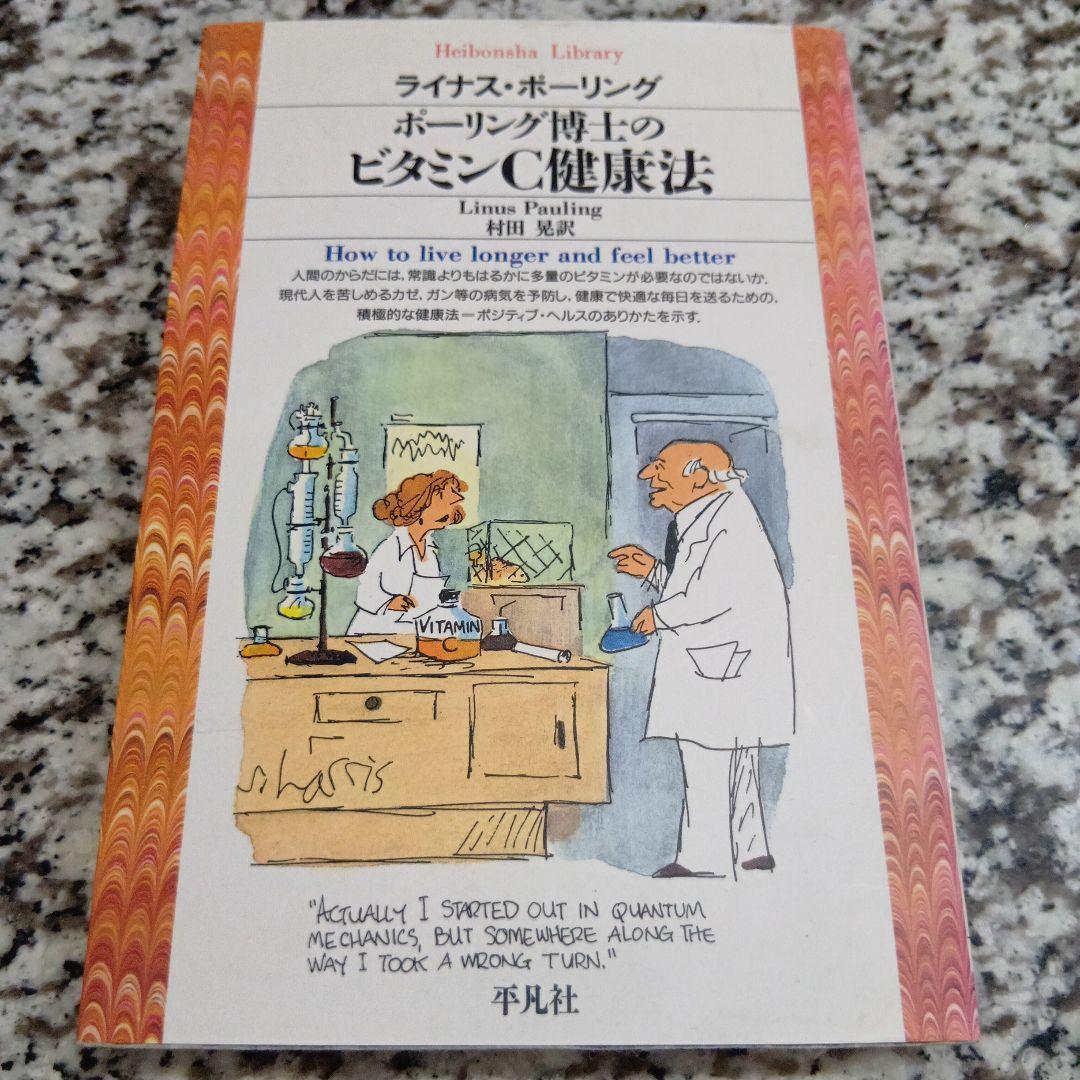 Heibonsha Library
ライナス・ポーリング
ポーリング博士の
ビタミンC健康法
Linus Pauling
村田 晃訳
How to live longer and feel better
人間のからだには,常識よりもはるかに多量のビタミンが必要なのではないか.
現代人を苦しめるカゼ,ガン等の病気を予防し,健康で快適な毎日を送るための,
積極的な健康法=ポジティブ・ヘルスのありかたを示す.
VITAMIN
C
s.harris
"ACTUALLY I STARTED OUT IN QUANTUM
MECHANICS, BUT SOMEWHERE ALONG THE
WAY I TOOK A WRONG TURN."
平凡社